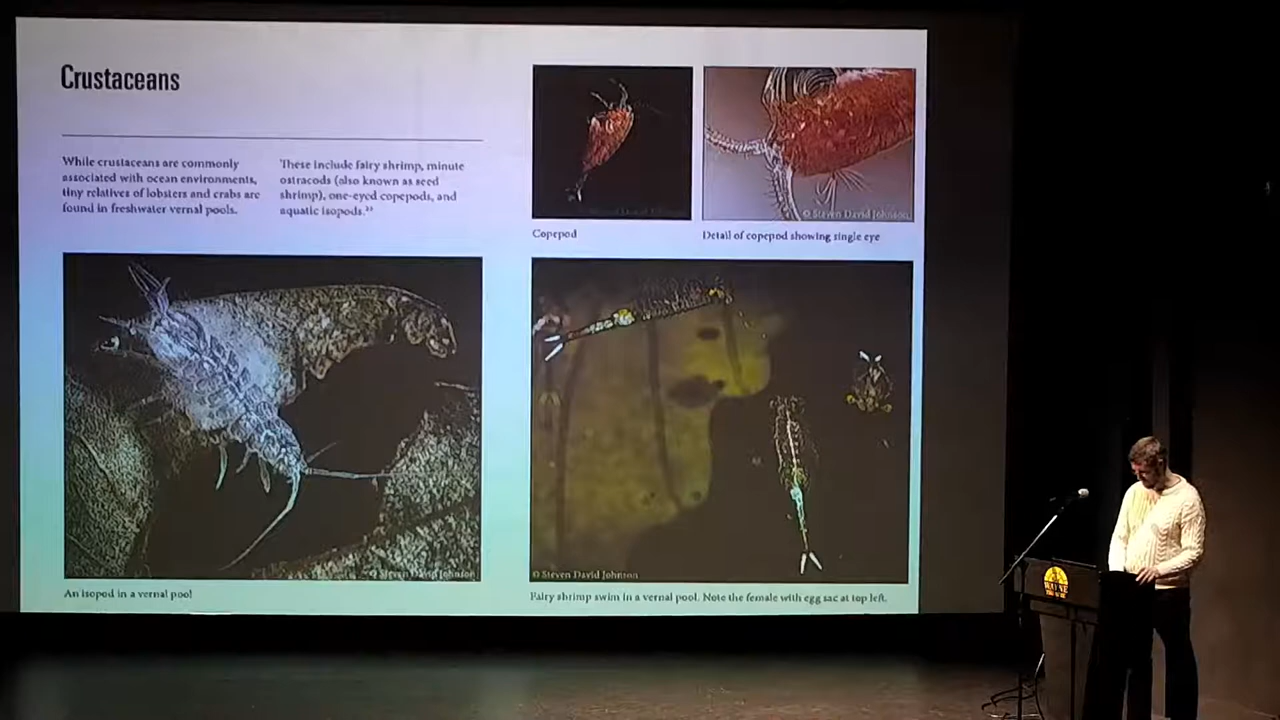 Crustaceans
While crustaceans are commonly
associated with ocean environments,
tiny relatives of lobsters and crabs are
found in freshwater vernal pools.
These include fairy shrimp, minute
ostracods (also known as seed
shrimp), one-eyed copepods, and
aquatic isopods.
© Steven David Johnson
Copepod
Detail of copepod showing single eye
© Steven David Johnson
An isopod in a vernal pool
© Steven David Johnson
Fairy shrimp swim in a vernal pool. Note the female with egg sac at top left.
WAYNE